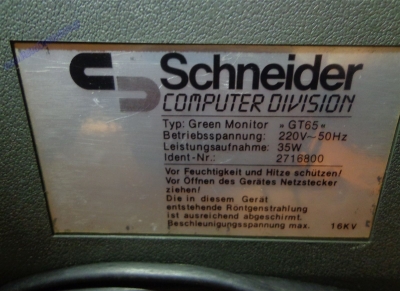 Schneider
COMPUTER DIVISION
Typ: Green Monitor »GT65«
Betriebsspannung: 220V~50Hz
Leistungsaufnahme: 35W
Ident-Nr.: 2716800
Vor Feuchtigkeit und Hitze schützen/
Vor Öffnen des Gerätes Netzstecker
ziehen/
Die in diesem Gerät
entstehende Röntgenstrahlung
ist ausreichend abgeschirmt.
Beschleunigungsspannung max. 16KV